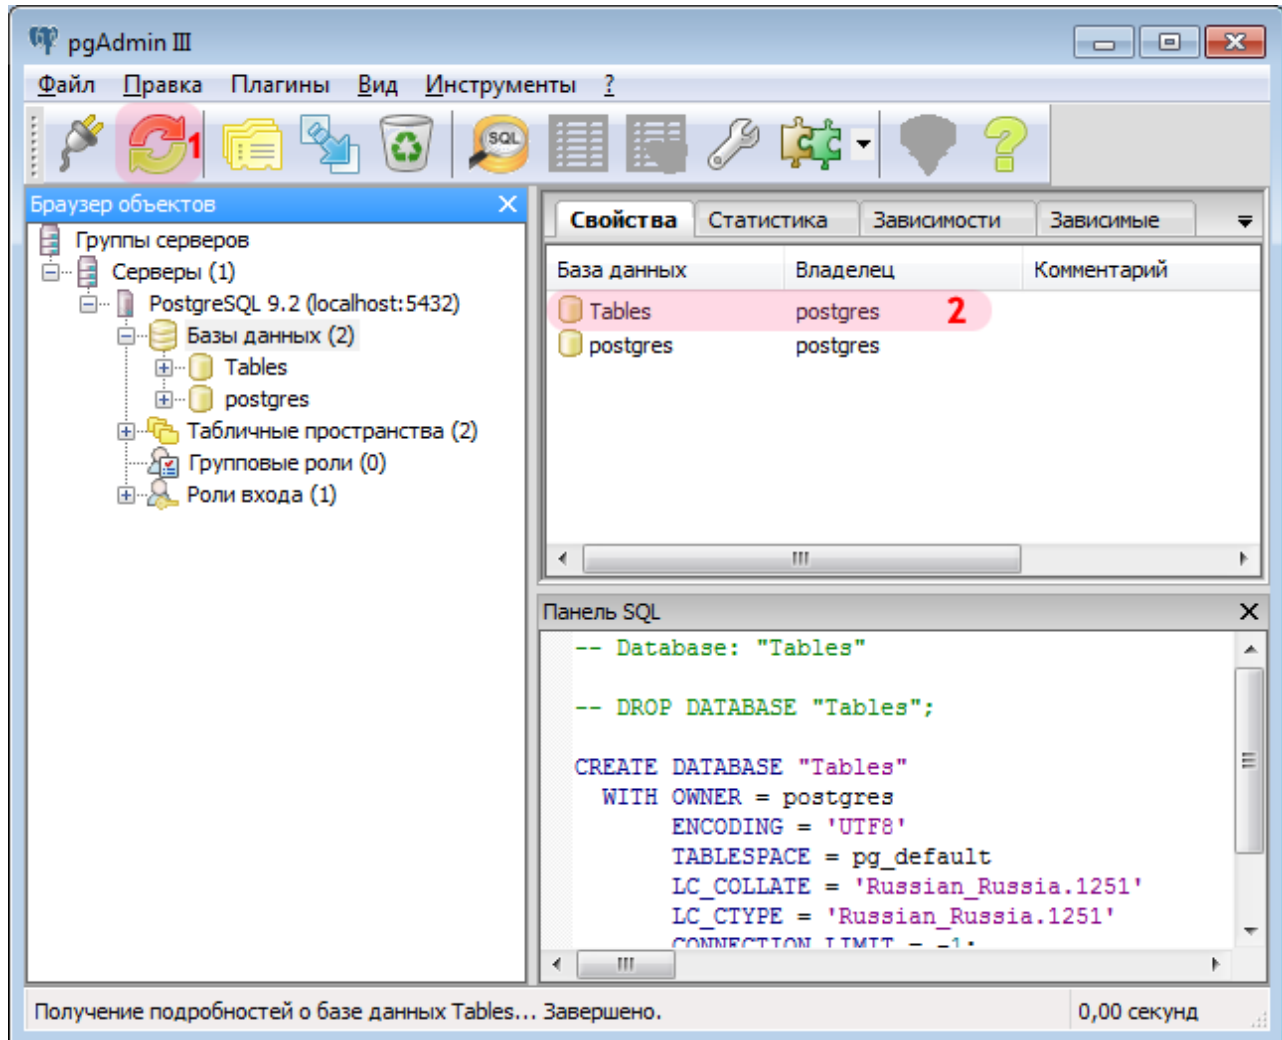 pgAdmin III
Файл Правка Плагины Вид Инструменты ?
1
SQL
Браузер объектов
Группы серверов
Серверы (1)
PostgreSQL 9.2 (localhost:5432)
Базы данных (2)
Tables
postgres
Табличные пространства (2)
Групповые роли (0)
Роли входа (1)
Свойства Статистика Зависимости Зависимые
База данных Владелец Комментарий
Tables postgres 2
postgres postgres
Панель SQL
-- Database: "Tables"
-- DROP DATABASE "Tables";
CREATE DATABASE "Tables"
WITH OWNER = postgres
ENCODING = 'UTF8'
TABLESPACE = pg_default
LC_COLLATE = 'Russian_Russia.1251'
LC_CTYPE = 'Russian_Russia.1251'
CONNECTION LIMIT = -1;
Получение подробностей о базе данных Tables... Завершено. 0,00 секунд